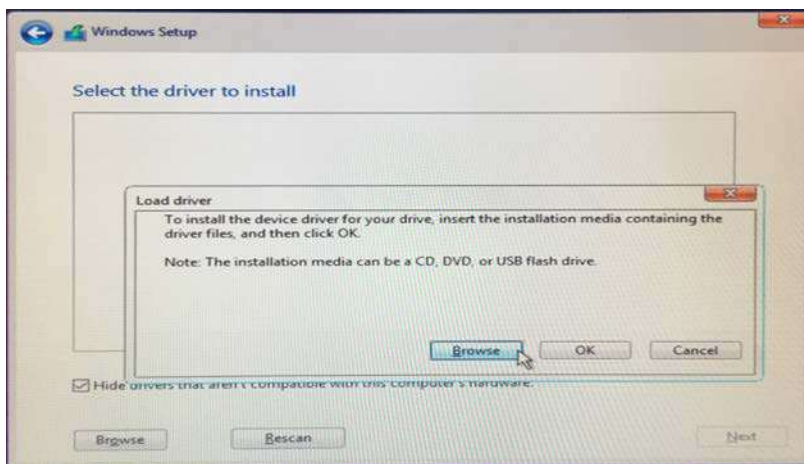 Windows Setup
Select the driver to install
Load driver
To install the device driver for your drive, insert the installation media containing the
driver files, and then click OK.
Note: The installation media can be a CD, DVD, or USB flash drive.
Browse
OK
Cancel
Hide drivers that aren't compatible with this computer's hardware.
Browse
Rescan
Next